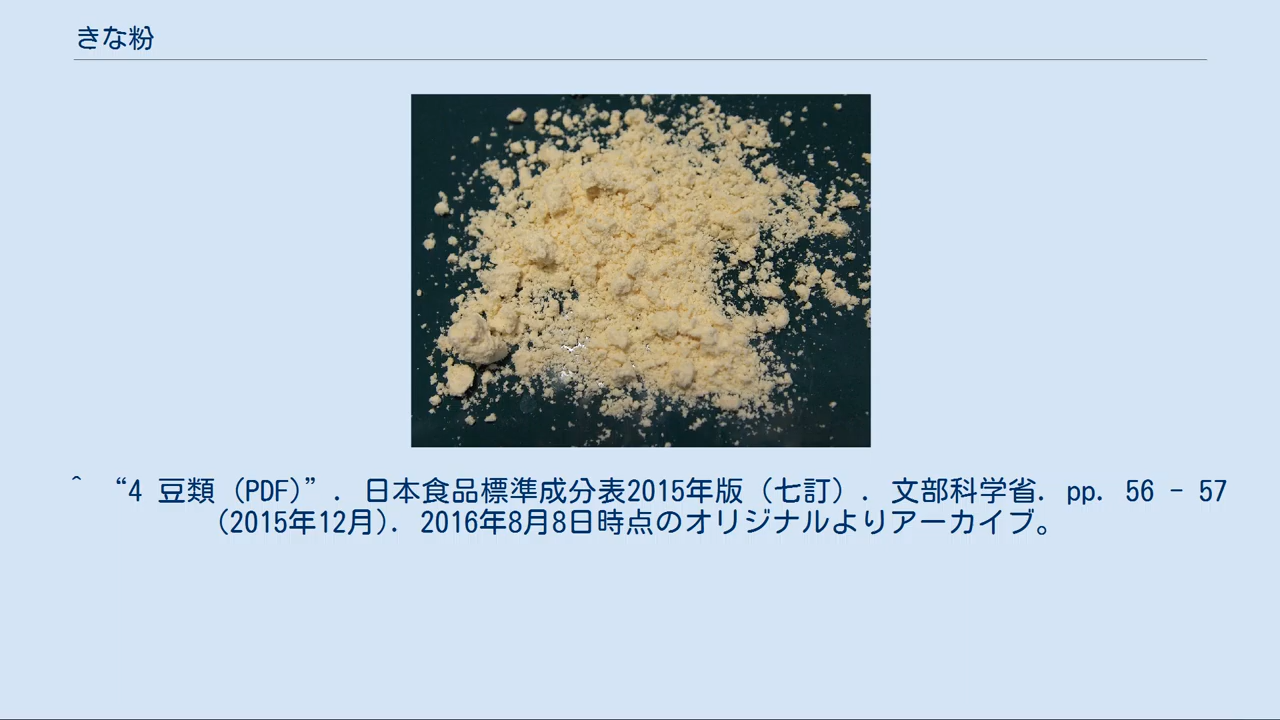 きな粉
^ “4 豆類（PDF）”. 日本食品標準成分表2015年版（七訂）. 文部科学省. pp. 56 - 57
（2015年12月）. 2016年8月8日時点のオリジナルよりアーカイブ。